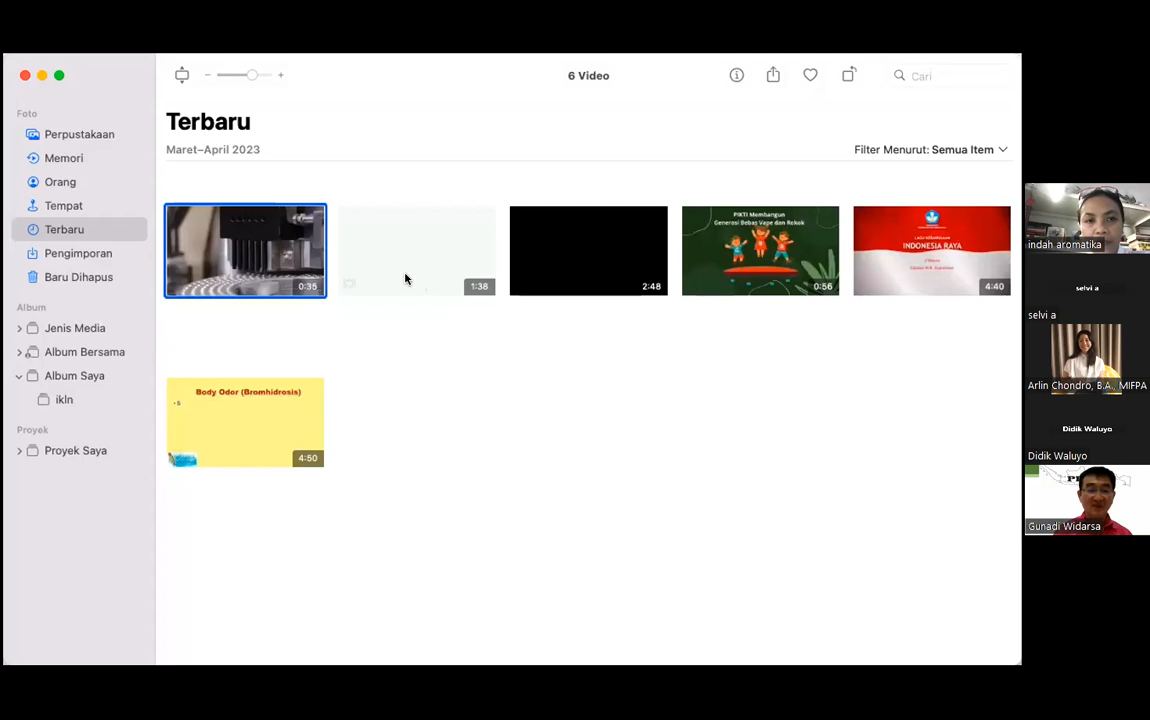 6 Video
Cari
Foto
Perpustakaan
Memori
Orang
Tempat
Terbaru
Pengimporan
Baru Dihapus
Album
Jenis Media
Album Bersama
Album Saya
ikln
Proyek
Proyek Saya
Terbaru
Maret–April 2023
Filter Menurut: Semua Item
0:35
1:38
2:48
PIKTI Membangun
Generasi Bebas Vape dan Rokok
0:56
INDONESIA RAYA
4:40
Body Odor (Bromhidrosis)
4:50
indah aromatika
selvi a
selvi a
Arlin Chondro, B.A., MIFPA
Didik Waluyo
Didik Waluyo
Gunadi Widarsa